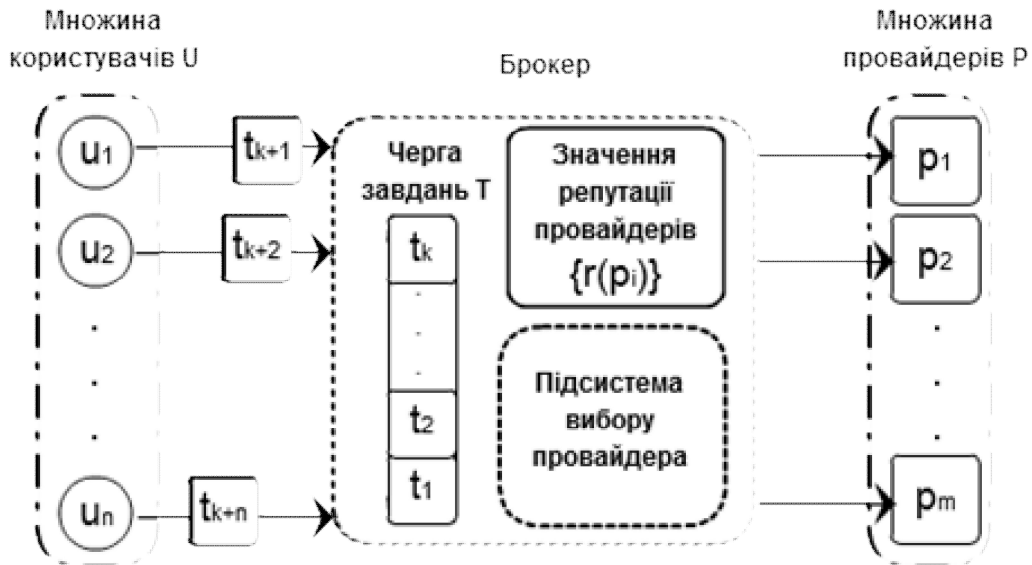 Множина
користувачів U
Брокер
Множина
провайдерів P
u1
tk+1
u2
tk+2
.
.
.
un
tk+n
Черга
завдань T
tk
.
.
.
t2
t1
Значення
репутації
провайдерів
{r(pi)}
Підсистема
вибору
провайдера
p1
p2
.
.
.
pm